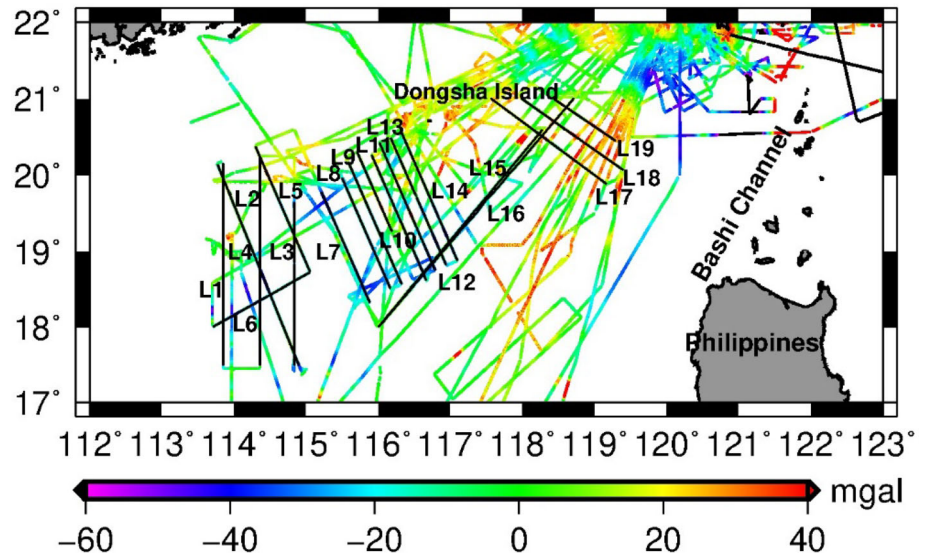 22°
21°
20°
19°
18°
17°
Dongsha Island
L13
L11
L9
L8
L5
L2
L4
L3
L7
L10
L14
L15
L16
L12
L1
L6
L19
L18
L17
Bashi Channel
Philippines
112° 113° 114° 115° 116° 117° 118° 119° 120° 121° 122° 123°
mgal
−60 −40 −20 0 20 40